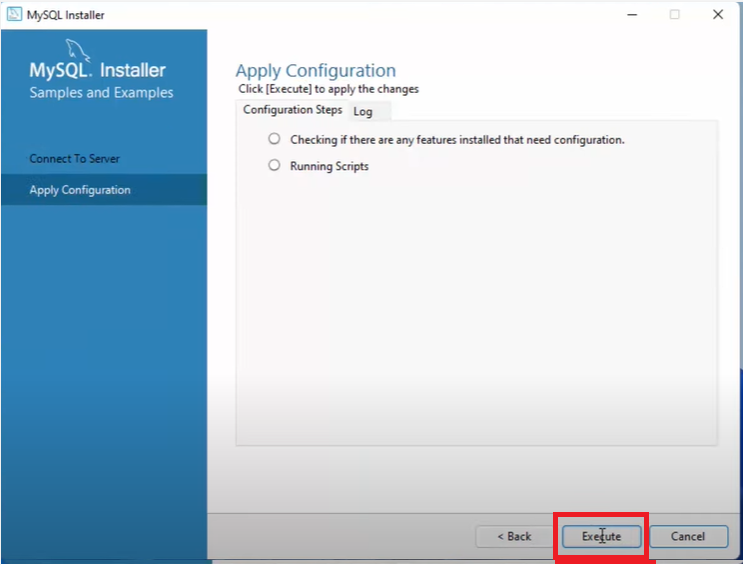 MySQL Installer
MySQL. Installer
Samples and Examples
Connect To Server
Apply Configuration
Apply Configuration
Click [Execute] to apply the changes
Configuration Steps Log
Checking if there are any features installed that need configuration.
Running Scripts
< Back Execute Cancel